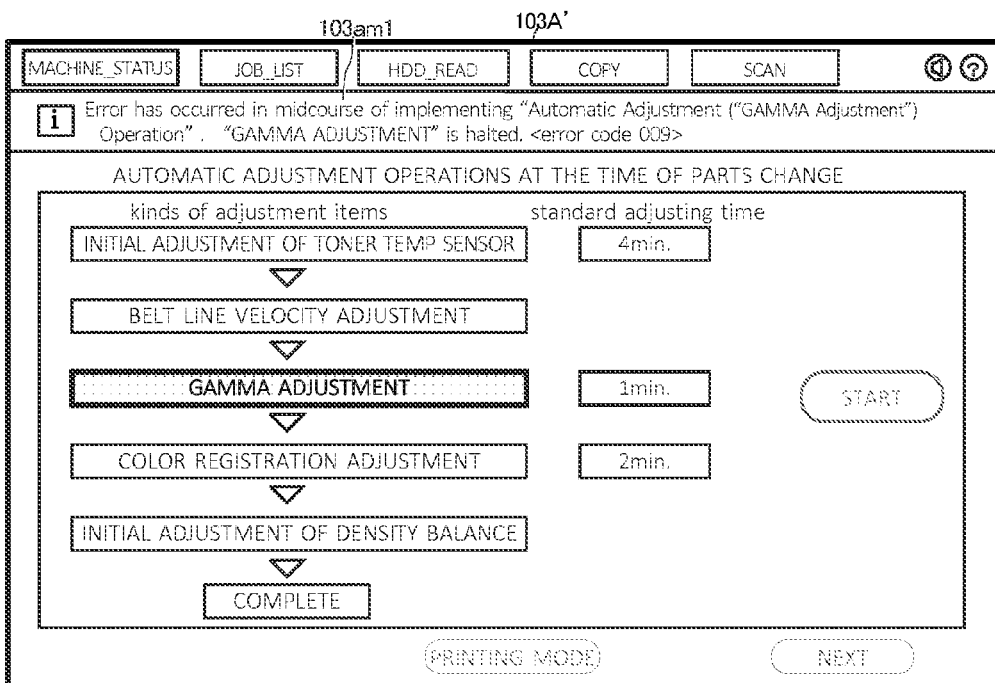 103am1
103A'
MACHINE_STATUS JOB_LIST HDD_READ COPY SCAN ?
i Error has occurred in midcourse of implementing "Automatic Adjustment ("GAMMA Adjustment")
Operation". "GAMMA ADJUSTMENT" is halted. <error code 009>
AUTOMATIC ADJUSTMENT OPERATIONS AT THE TIME OF PARTS CHANGE
kinds of adjustment items standard adjusting time
INITIAL ADJUSTMENT OF TONER TEMP SENSOR 4min.
BELT LINE VELOCITY ADJUSTMENT
GAMMA ADJUSTMENT 1min.
START
COLOR REGISTRATION ADJUSTMENT 2min.
INITIAL ADJUSTMENT OF DENSITY BALANCE
COMPLETE
PRINTING MODE NEXT